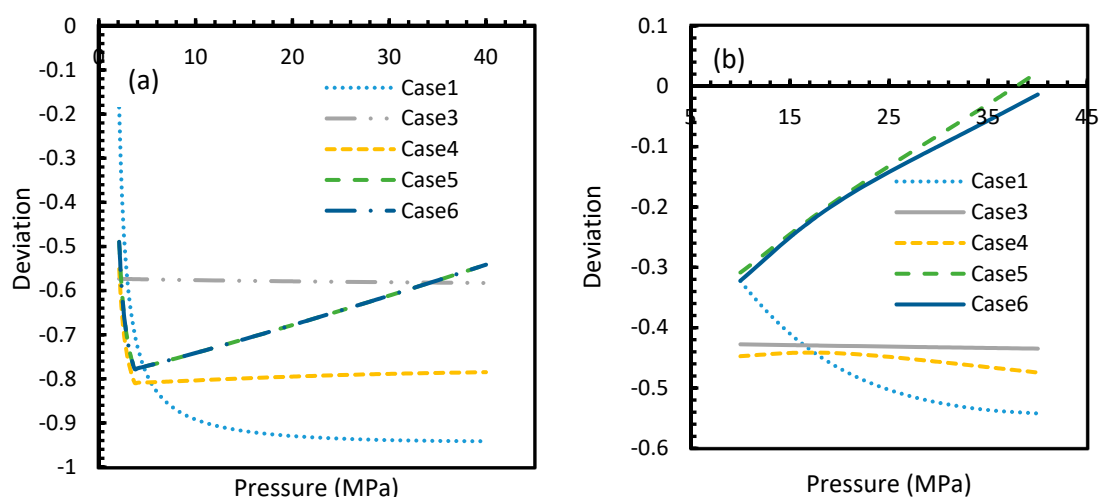 0
0 10 20 30 40
-0.1
-0.2
-0.3
-0.4
-0.5
-0.6
-0.7
-0.8
-0.9
-1
(a)
Case1
Case3
Case4
Case5
Case6
Deviation
Pressure (MPa)
0.1
0
5 15 25 35 45
-0.1
-0.2
-0.3
-0.4
-0.5
-0.6
(b)
Case1
Case3
Case4
Case5
Case6
Deviation
Pressure (MPa)